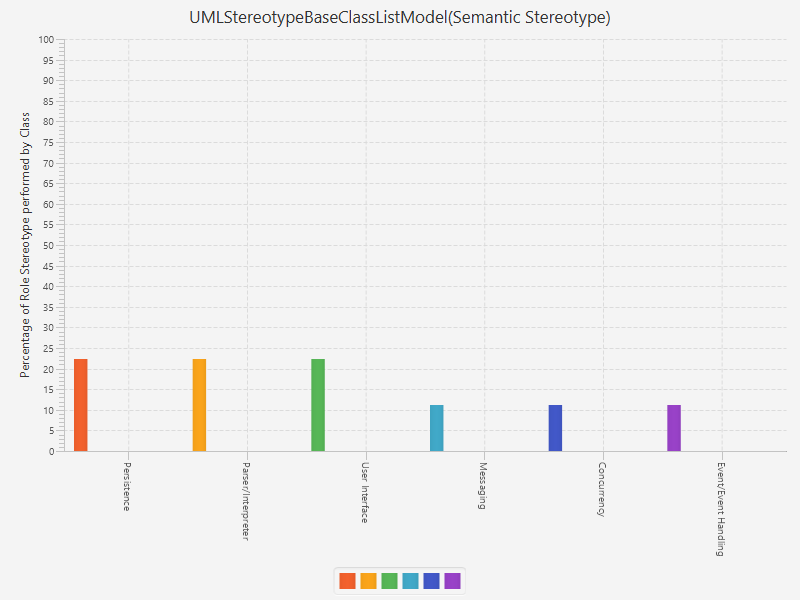 UMLStereotypeBaseClassListModel(Semantic Stereotype)
Percentage of Role Stereotype performed by Class
100
95
90
85
80
75
70
65
60
55
50
45
40
35
30
25
20
15
10
5
0
Persistence
Parser/Interpreter
User Interface
Messaging
Concurrency
Event/Event Handling